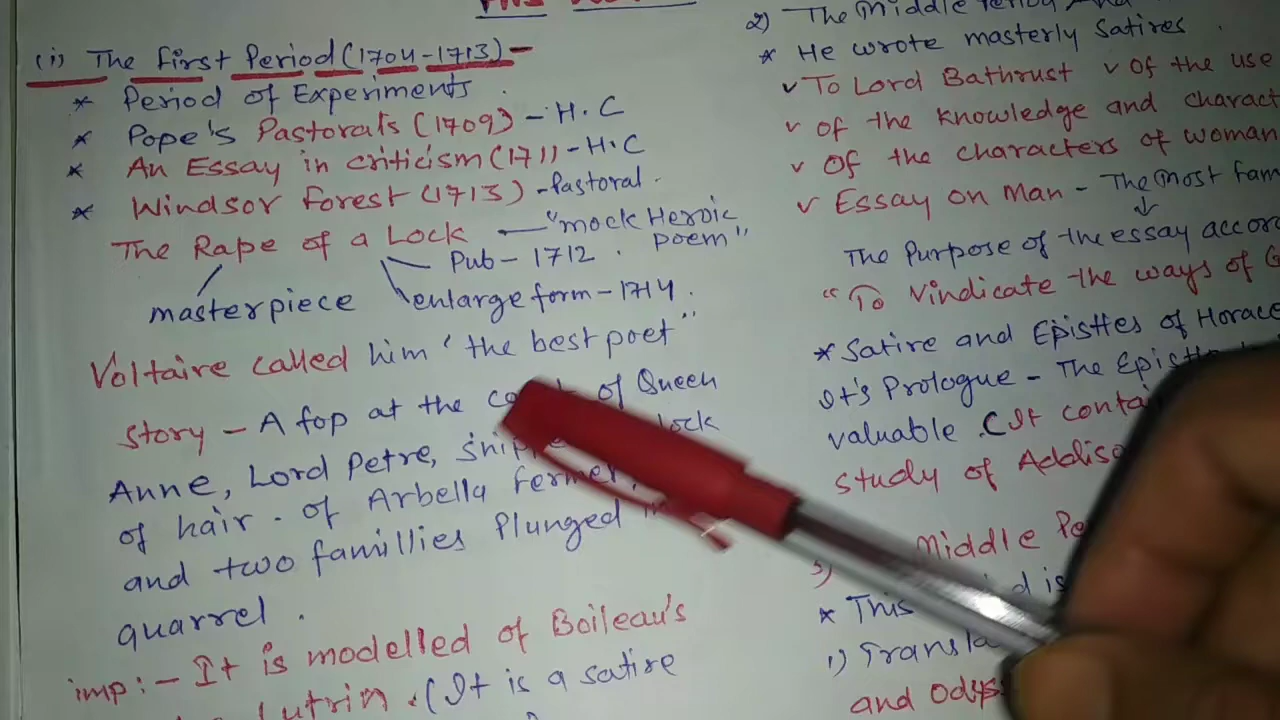 (i) The First Period (1704-1713)-
* Period of Experiments
* Pope's Pastorals (1709) - H.C
* An Essay in criticism (1711) - H.C
* Windsor Forest (1713) - Pastoral
The Rape of a Lock — "mock Heroic poem"
Pub - 1712
masterpiece enlarge form - 1714.
Voltaire called him 'the best poet"
Story - A fop at the of Queen
Anne, Lord Petre, lock
of hair. of Arbella Fermer,
and two famillies Plunged
quarrel.
imp:- It is modelled of Boileau's
Lutrin. (It is a satire
2) The Middle Period
* He wrote masterly Satires.
v To Lord Bathrust v Of the use
v of the knowledge and
v Of the characters of woman
v Essay on Man - The most
The Purpose of the essay
"To Vindicate the ways of
* Satire and Epistles of Horace
It's Prologue - The
valuable. (It
study of
Middle
* This
1)
and